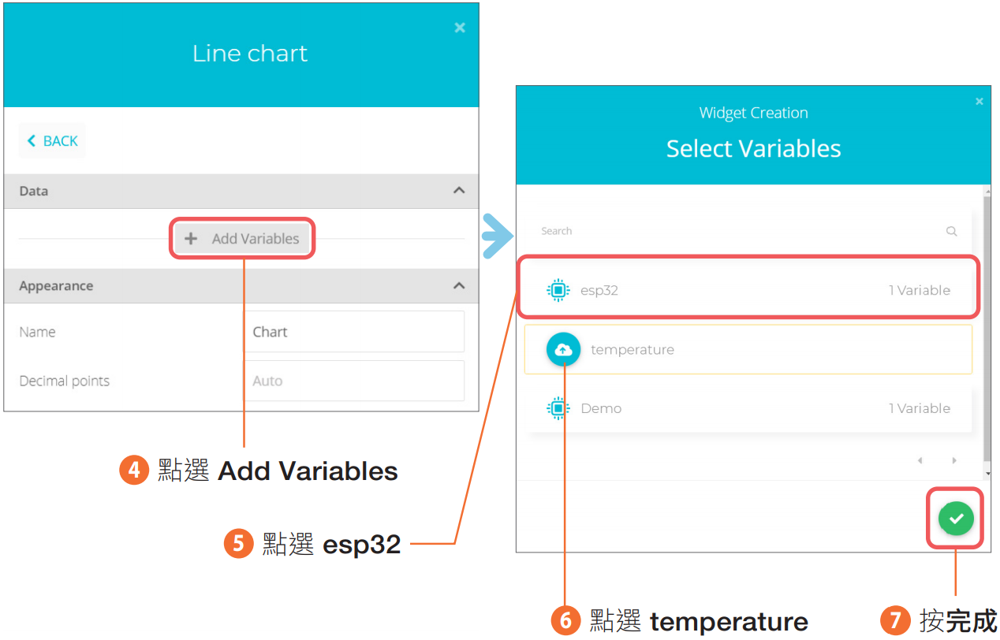 Line chart
BACK
Data
Add Variables
Appearance
Name
Chart
Decimal points
Auto
Widget Creation
Select Variables
Search
esp32 1 Variable
temperature
Demo 1 Variable
4 點選 Add Variables
5 點選 esp32
6 點選 temperature
7 按完成